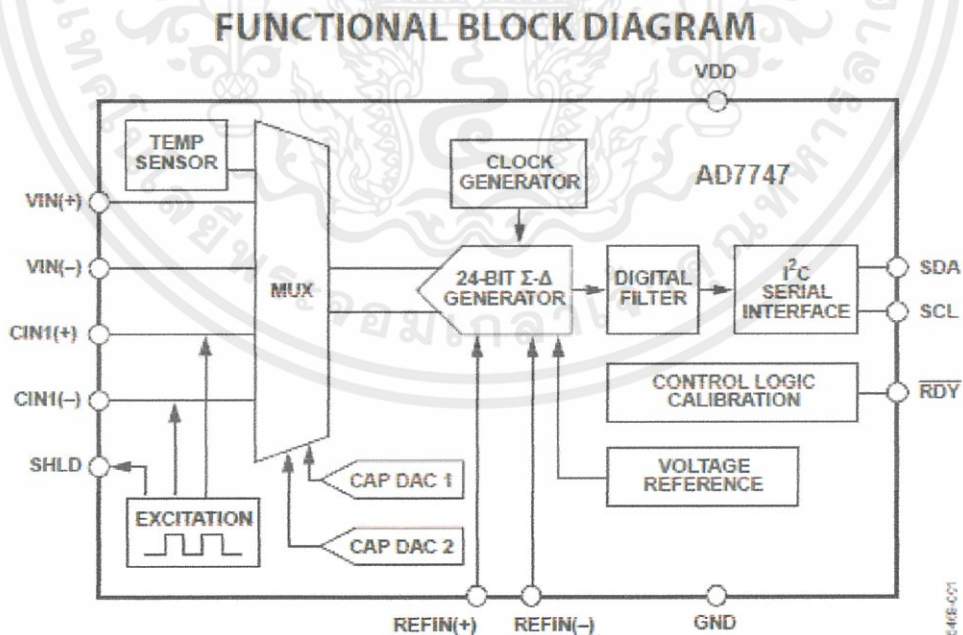 FUNCTIONAL BLOCK DIAGRAM
VDD
TEMP
SENSOR
CLOCK
GENERATOR
AD7747
VIN(+)
VIN(–)
MUX
24-BIT Σ-Δ
GENERATOR
DIGITAL
FILTER
I²C
SERIAL
INTERFACE
SDA
SCL
CIN1(+)
CIN1(–)
CONTROL LOGIC
CALIBRATION
RDY
SHLD
CAP DAC 1
VOLTAGE
REFERENCE
EXCITATION
CAP DAC 2
REFIN(+)
REFIN(–)
GND